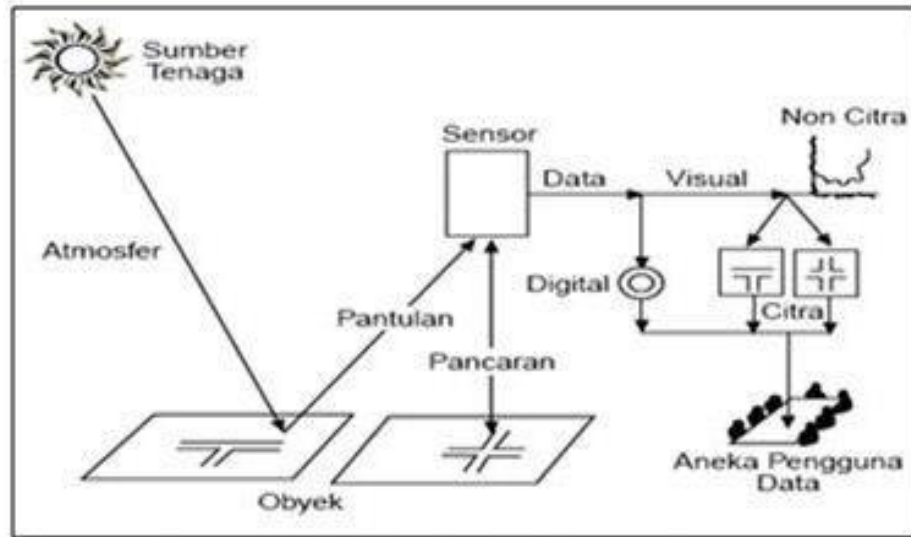 Sumber
Tenaga
Non Citra
Sensor
Data
Visual
Atmosfer
Digital
Pantulan
Citra
Pancaran
Aneka Pengguna
Data
Obyek